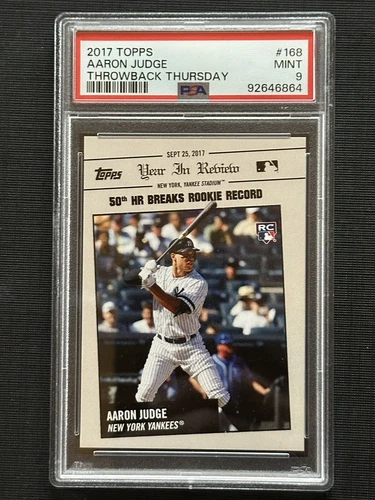 2017 TOPPS #168
AARON JUDGE MINT
THROWBACK THURSDAY 9
PSA 92646864
SEPT 25, 2017
Topps Year In Review
NEW YORK, YANKEE STADIUM™
50th HR BREAKS ROOKIE RECORD
RC
AARON JUDGE
NEW YORK YANKEES®